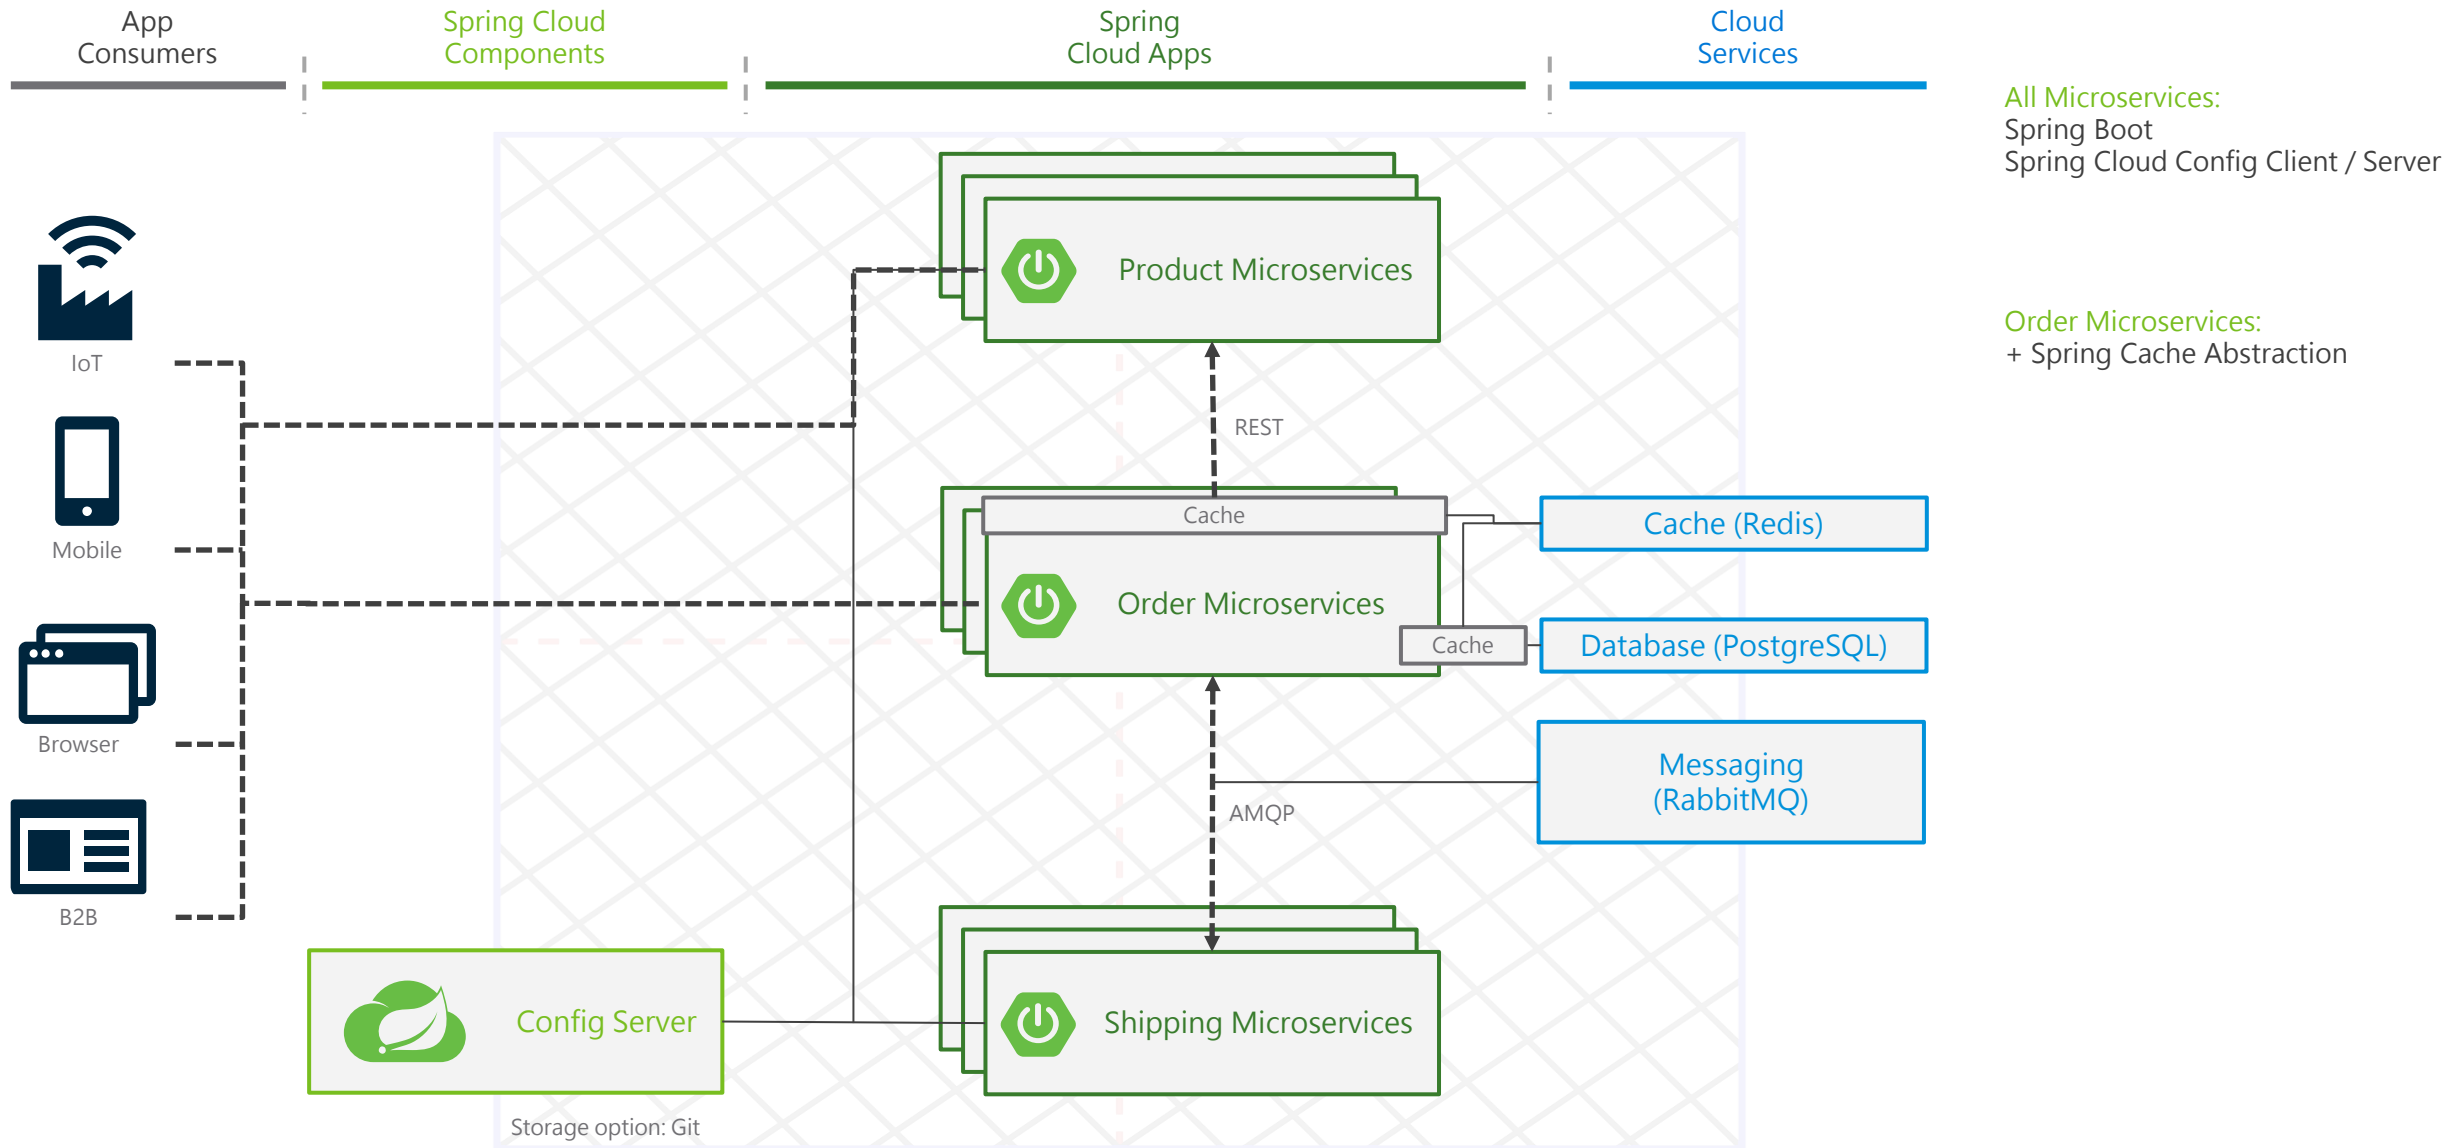 App
Consumers
Spring Cloud
Components
Spring
Cloud Apps
Cloud
Services
All Microservices:
Spring Boot
Spring Cloud Config Client / Server
Order Microservices:
+ Spring Cache Abstraction
IoT
Mobile
Browser
B2B
Product Microservices
REST
Cache
Order Microservices
Cache
Cache (Redis)
Database (PostgreSQL)
Messaging
(RabbitMQ)
AMQP
Config Server
Shipping Microservices
Storage option: Git